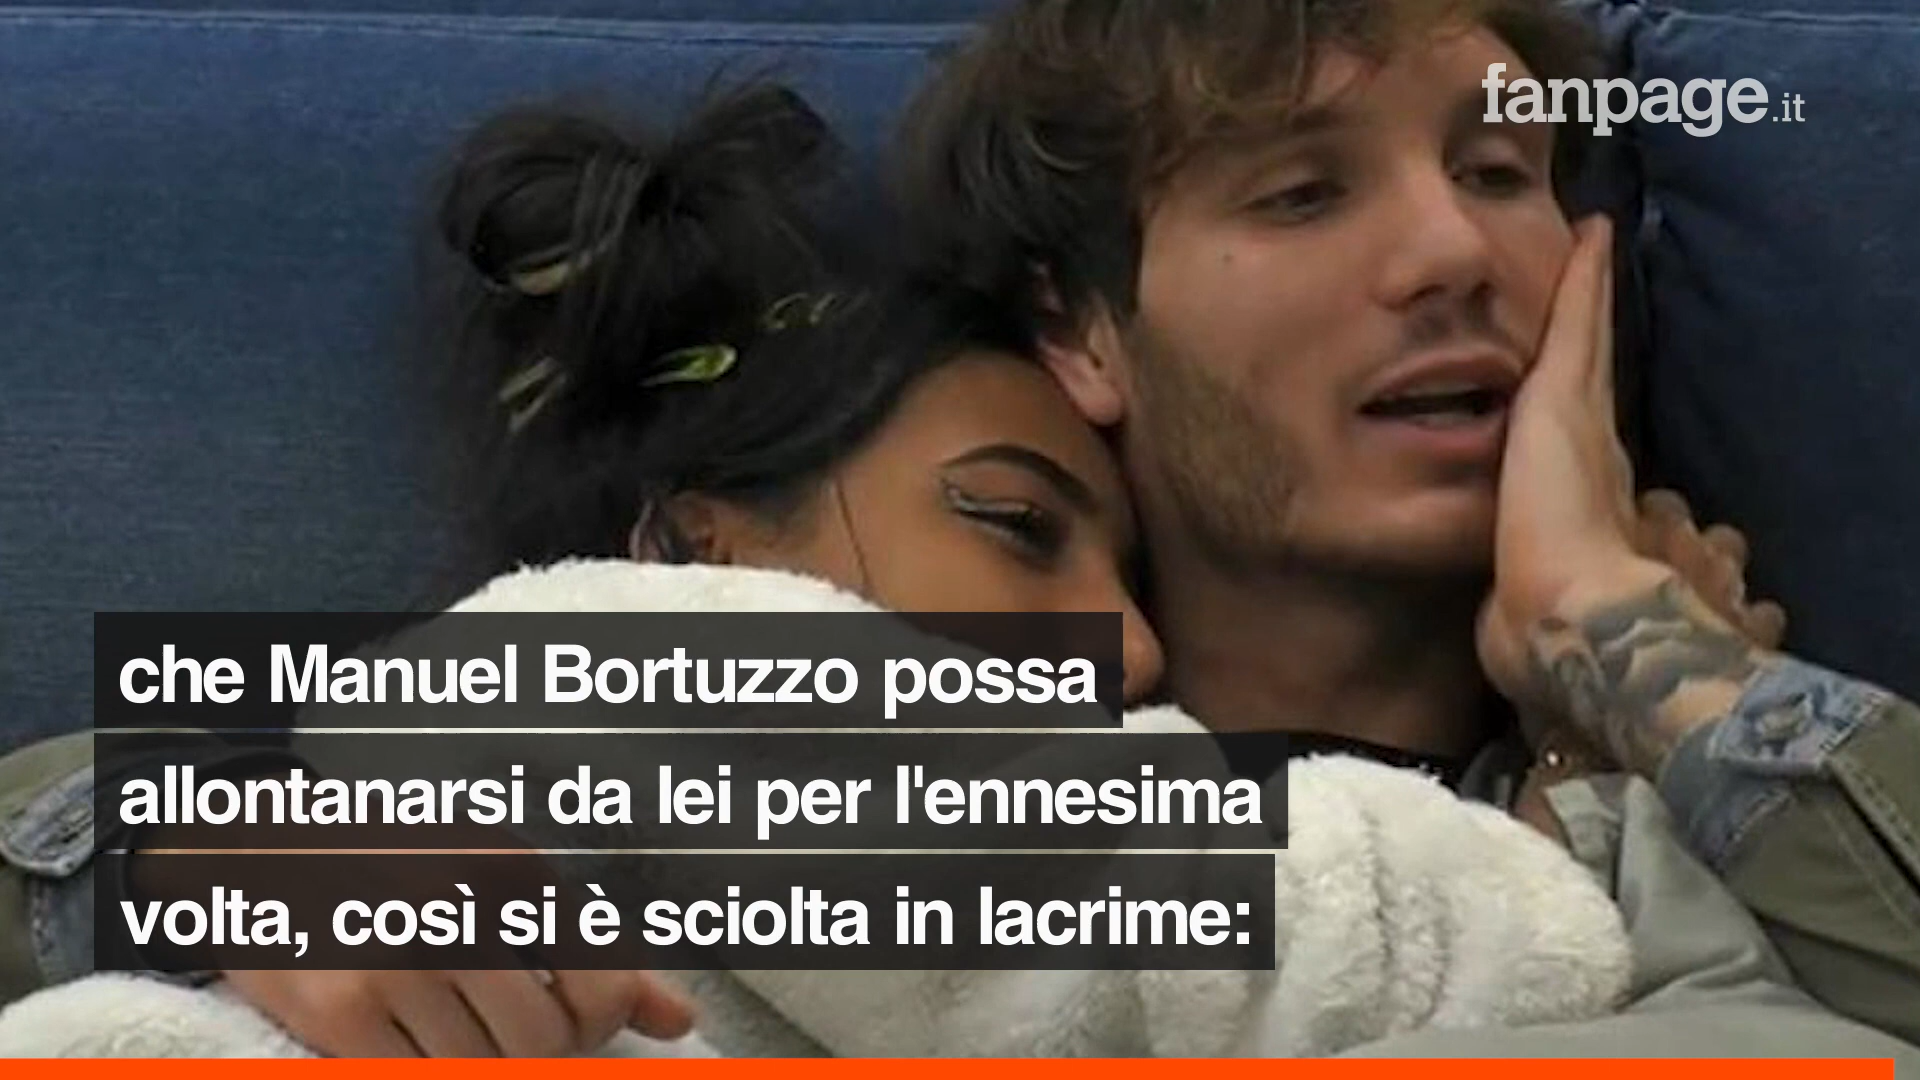 fanpage.it
che Manuel Bortuzzo possa
allontanarsi da lei per l'ennesima
volta, così si è sciolta in lacrime: